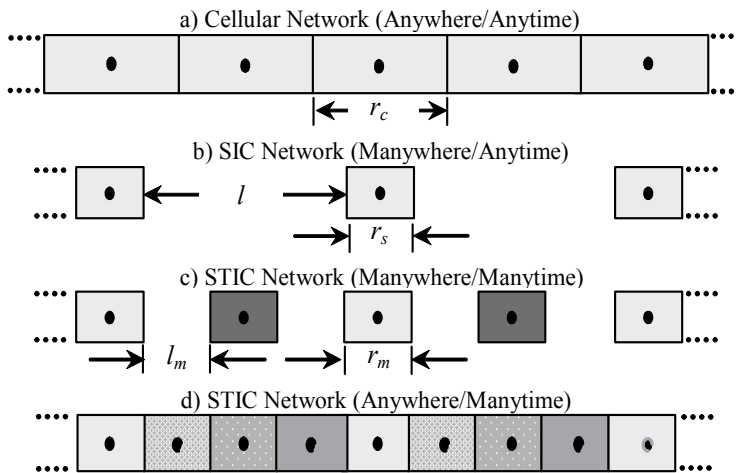 a) Cellular Network (Anywhere/Anytime)
r_c
b) SIC Network (Manywhere/Anytime)
l
r_s
c) STIC Network (Manywhere/Manytime)
l_m
r_m
d) STIC Network (Anywhere/Manytime)